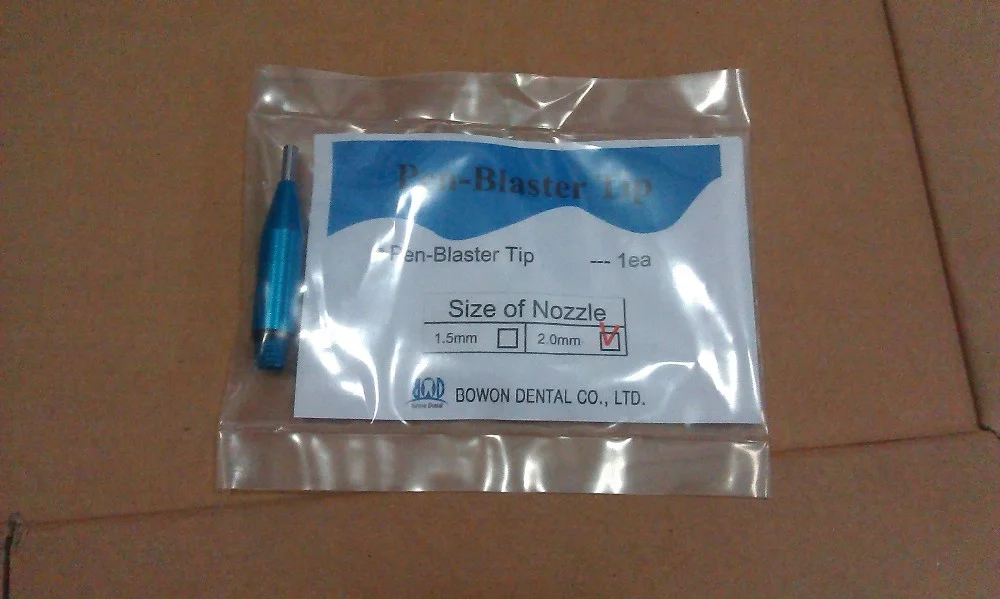 Pen-Blaster Tip
Pen-Blaster Tip --- 1ea
Size of Nozzle
1.5mm 2.0mm V
BOWON DENTAL CO., LTD.